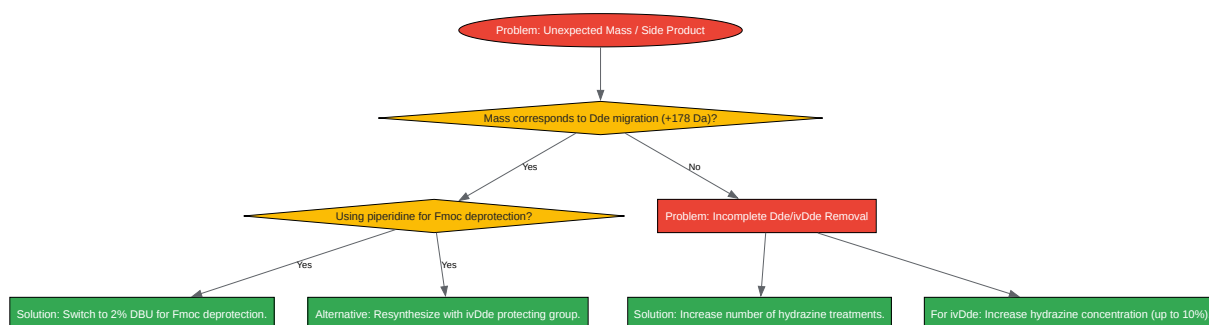 Problem: Unexpected Mass / Side Product
Mass corresponds to Dde migration (+178 Da)?
Yes
No
Using piperidine for Fmoc deprotection?
Problem: Incomplete Dde/ivDde Removal
Yes
Yes
Solution: Switch to 2% DBU for Fmoc deprotection.
Alternative: Resynthesize with ivDde protecting group.
Solution: Increase number of hydrazine treatments.
For ivDde: Increase hydrazine concentration (up to 10%)